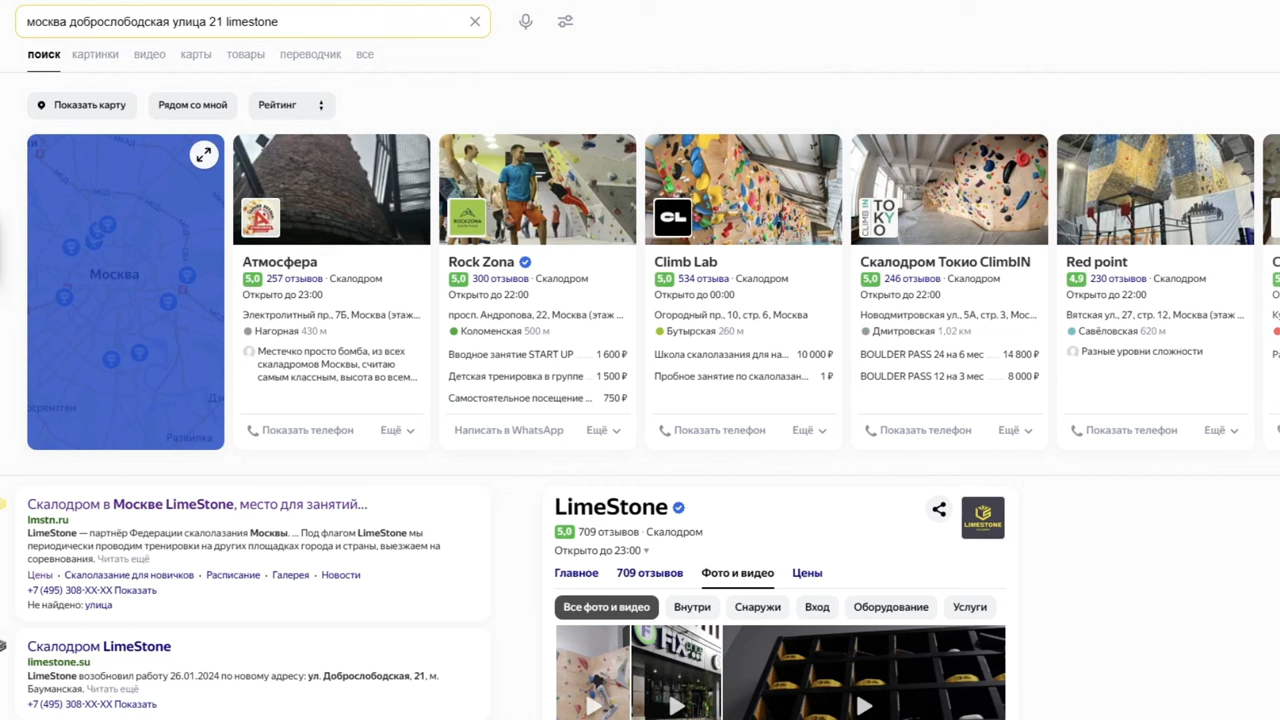 москва доброслободская улица 21 limestone
поиск картинки видео карты товары переводчик все
Показать карту Рядом со мной Рейтинг
МКАД
Москва
Развилка
Атмосфера
5,0 257 отзывов · Скалодром
Открыто до 23:00
Электролитный пр., 7Б, Москва (этаж ...
Нагорная 430 м
Местечко просто бомба, из всех
скаладромов Москвы, считаю
самым классным, высота во всем...
Показать телефон Ещё
ROCK ZONA
Rock Zona
5,0 300 отзывов · Скалодром
Открыто до 22:00
просп. Андропова, 22, Москва (этаж ...
Коломенская 500 м
Вводное занятие START UP 1 600 ₽
Детская тренировка в группе 1 500 ₽
Самостоятельное посещение ... 750 ₽
Написать в WhatsApp Ещё
CL
Climb Lab
5,0 534 отзыва · Скалодром
Открыто до 00:00
Огородный пр., 10, стр. 6, Москва
Бутырская 260 м
Школа скалолазания для на... 10 000 ₽
Пробное занятие по скалолазан... 1 ₽
Показать телефон Ещё
CLIMB IN
TO
KY
O
Скалодром Токио ClimbIN
5,0 246 отзывов · Скалодром
Открыто до 22:00
Новодмитровская ул., 5А, стр. 3, Мос...
Дмитровская 1,02 км
BOULDER PASS 24 на 6 мес 14 800 ₽
BOULDER PASS 12 на 3 мес 8 000 ₽
Показать телефон Ещё
Red point
4,9 230 отзывов · Скалодром
Открыто до 22:00
Вятская ул., 27, стр. 12, Москва (этаж ...
Савёловская 620 м
Разные уровни сложности
Показать телефон Ещё
Скалодром в Москве LimeStone, место для занятий...
lmstn.ru
LimeStone — партнёр Федерации скалолазания Москвы. ... Под флагом LimeStone мы
периодически проводим тренировки на других площадках города и страны, выезжаем на
соревнования. Читать ещё
Цены · Скалолазание для новичков · Расписание · Галерея · Новости
+7 (495) 308-XX-XX Показать
Не найдено: улица
Скалодром LimeStone
limestone.su
LimeStone возобновил работу 26.01.2024 по новому адресу: ул. Доброслободская, 21, м.
Бауманская. Читать ещё
+7 (495) 308-XX-XX Показать
LimeStone
LIMESTONE
5,0 709 отзывов · Скалодром
Открыто до 23:00
Главное 709 отзывов Фото и видео Цены
Все фото и видео Внутри Снаружи Вход Оборудование Услуги
FIX